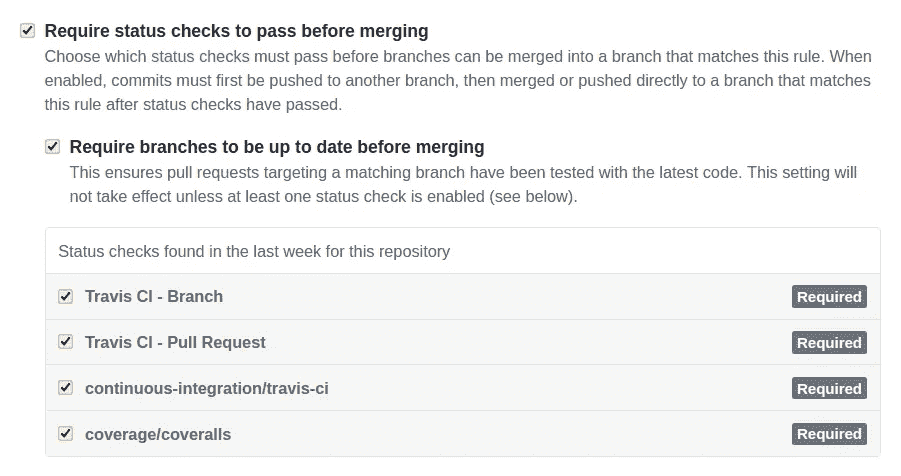 Require status checks to pass before merging
Choose which status checks must pass before branches can be merged into a branch that matches this rule. When
enabled, commits must first be pushed to another branch, then merged or pushed directly to a branch that matches
this rule after status checks have passed.
Require branches to be up to date before merging
This ensures pull requests targeting a matching branch have been tested with the latest code. This setting will
not take effect unless at least one status check is enabled (see below).
Status checks found in the last week for this repository
Travis CI - Branch Required
Travis CI - Pull Request Required
continuous-integration/travis-ci Required
coverage/coveralls Required